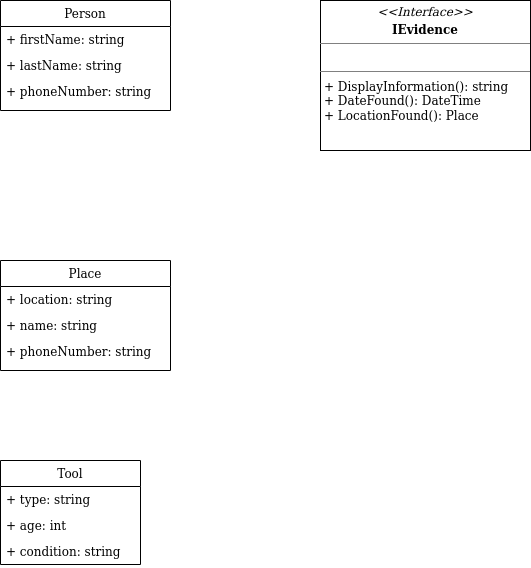 Person
+ firstName: string
+ lastName: string
+ phoneNumber: string
<<Interface>>
IEvidence
+ DisplayInformation(): string
+ DateFound(): DateTime
+ LocationFound(): Place
Place
+ location: string
+ name: string
+ phoneNumber: string
Tool
+ type: string
+ age: int
+ condition: string